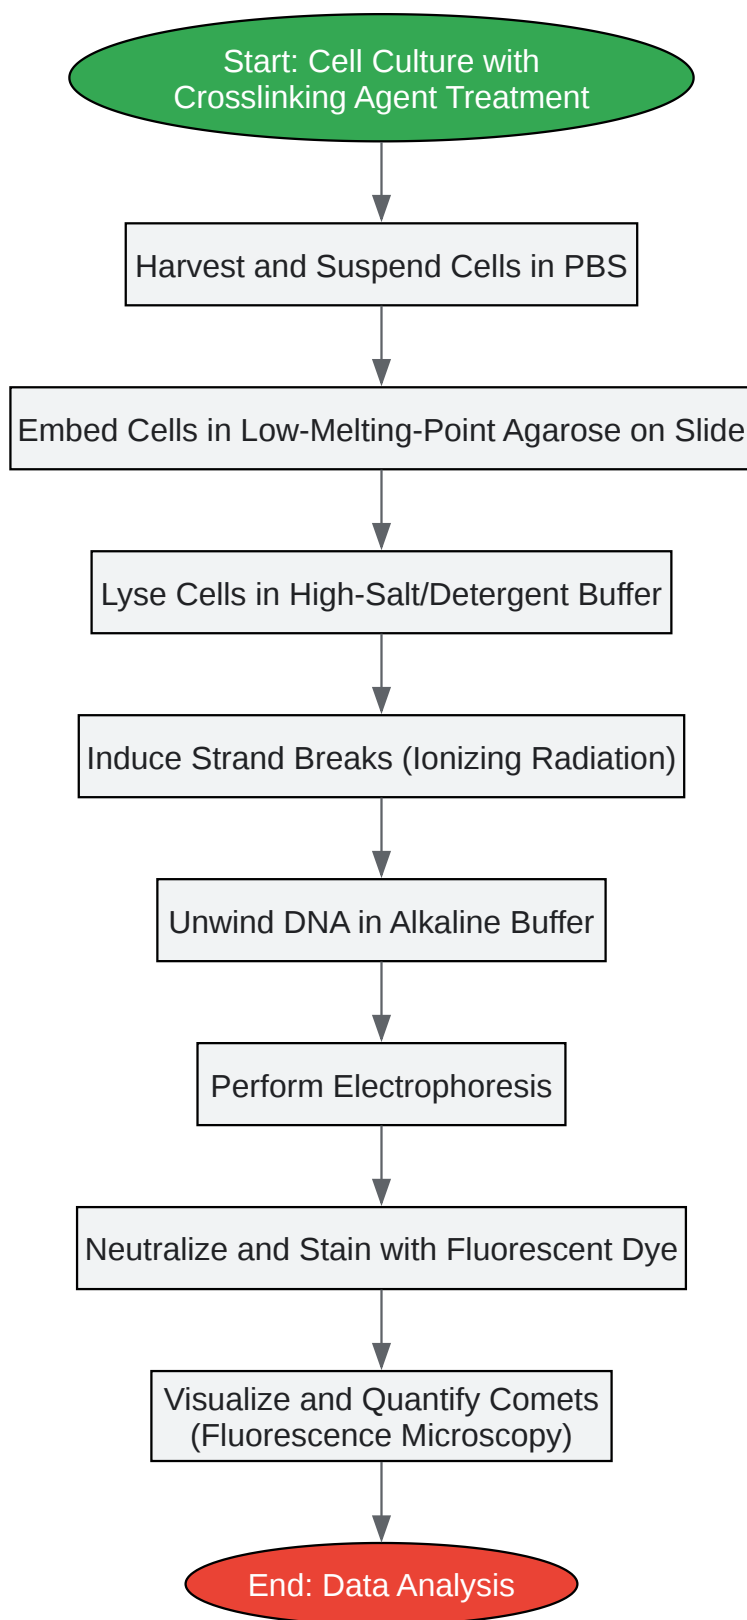 Start: Cell Culture with
Crosslinking Agent Treatment
Harvest and Suspend Cells in PBS
Embed Cells in Low-Melting-Point Agarose on Slide
Lyse Cells in High-Salt/Detergent Buffer
Induce Strand Breaks (Ionizing Radiation)
Unwind DNA in Alkaline Buffer
Perform Electrophoresis
Neutralize and Stain with Fluorescent Dye
Visualize and Quantify Comets
(Fluorescence Microscopy)
End: Data Analysis